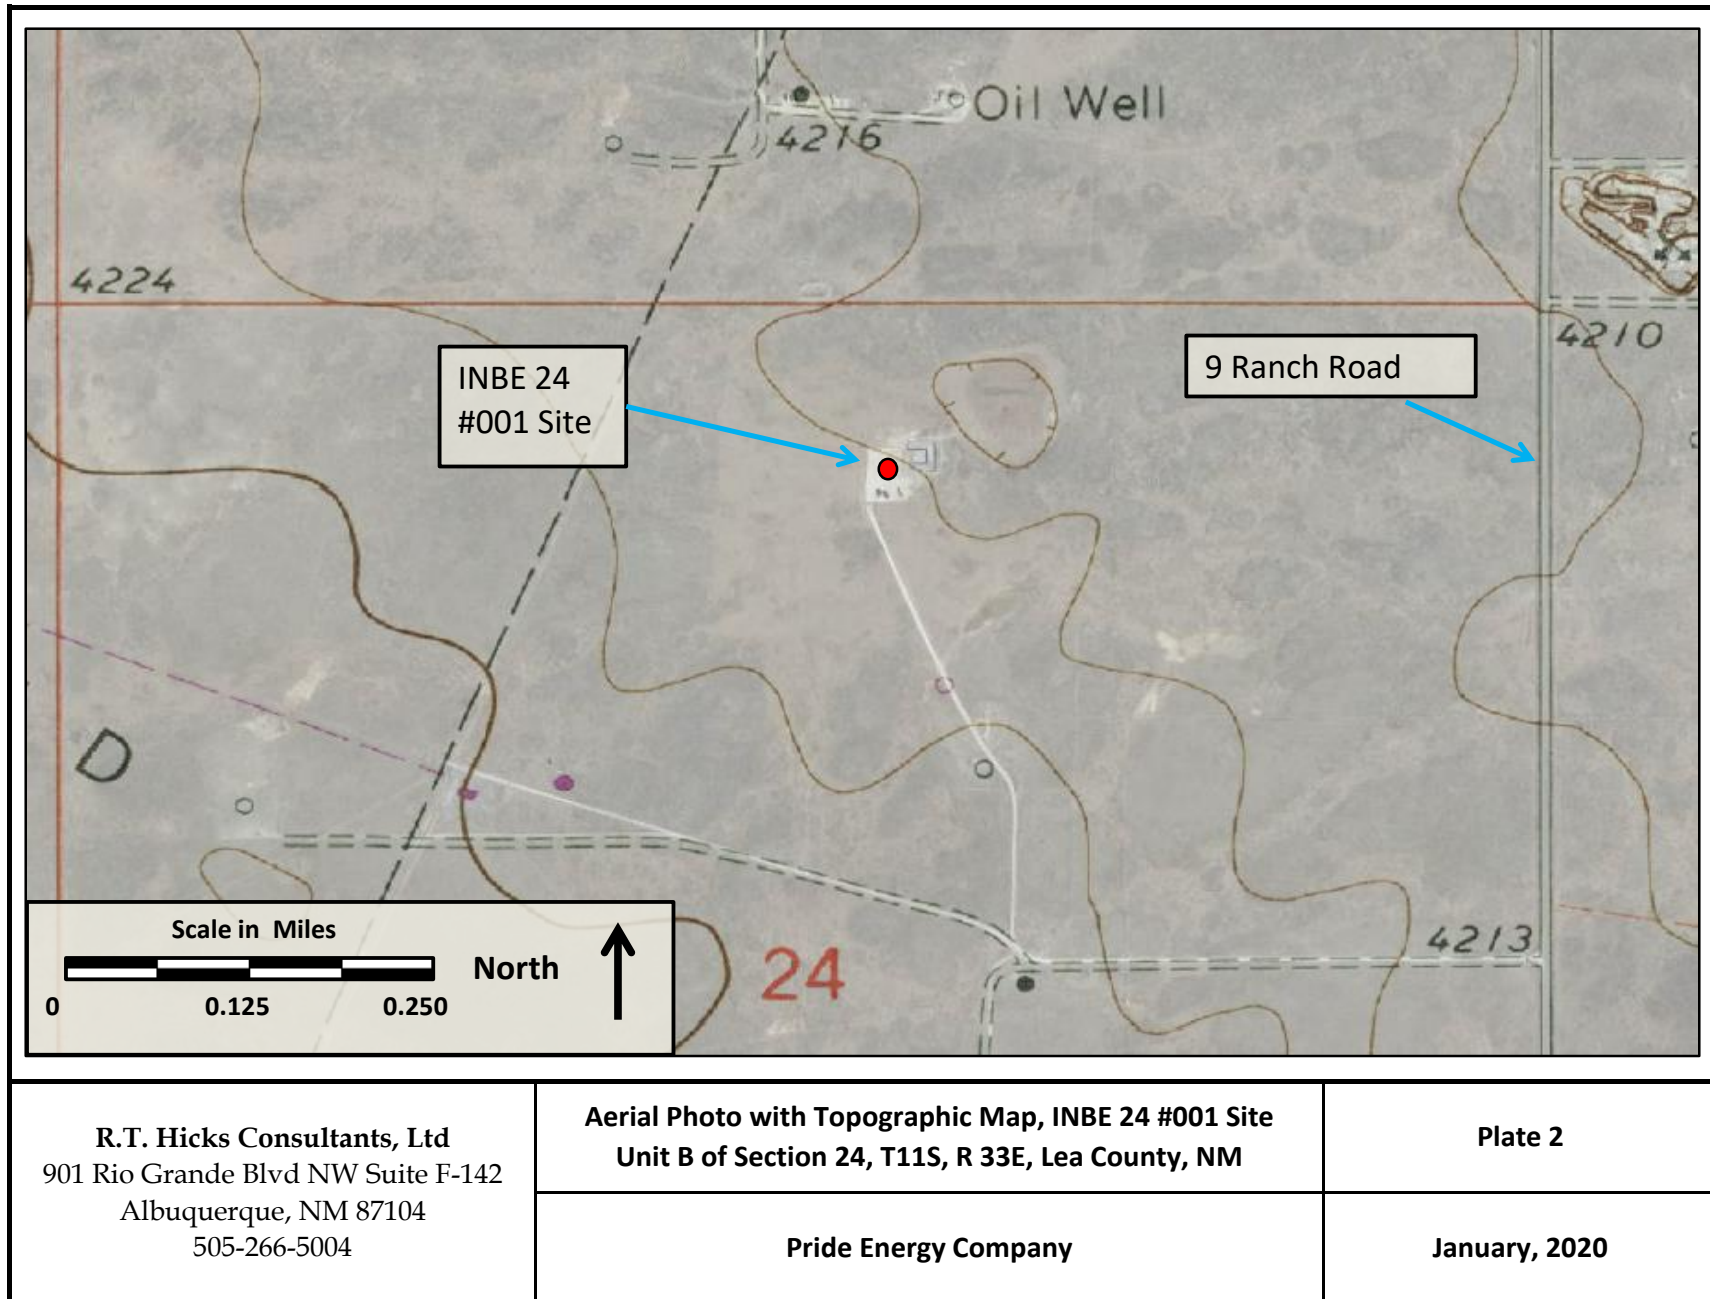 Oil Well
4216
4224
4210
INBE 24
#001 Site
9 Ranch Road
D
24
4213
Scale in Miles
North
0 0.125 0.250
R.T. Hicks Consultants, Ltd
901 Rio Grande Blvd NW Suite F-142
Albuquerque, NM 87104
505-266-5004
Aerial Photo with Topographic Map, INBE 24 #001 Site
Unit B of Section 24, T11S, R 33E, Lea County, NM
Plate 2
Pride Energy Company
January, 2020